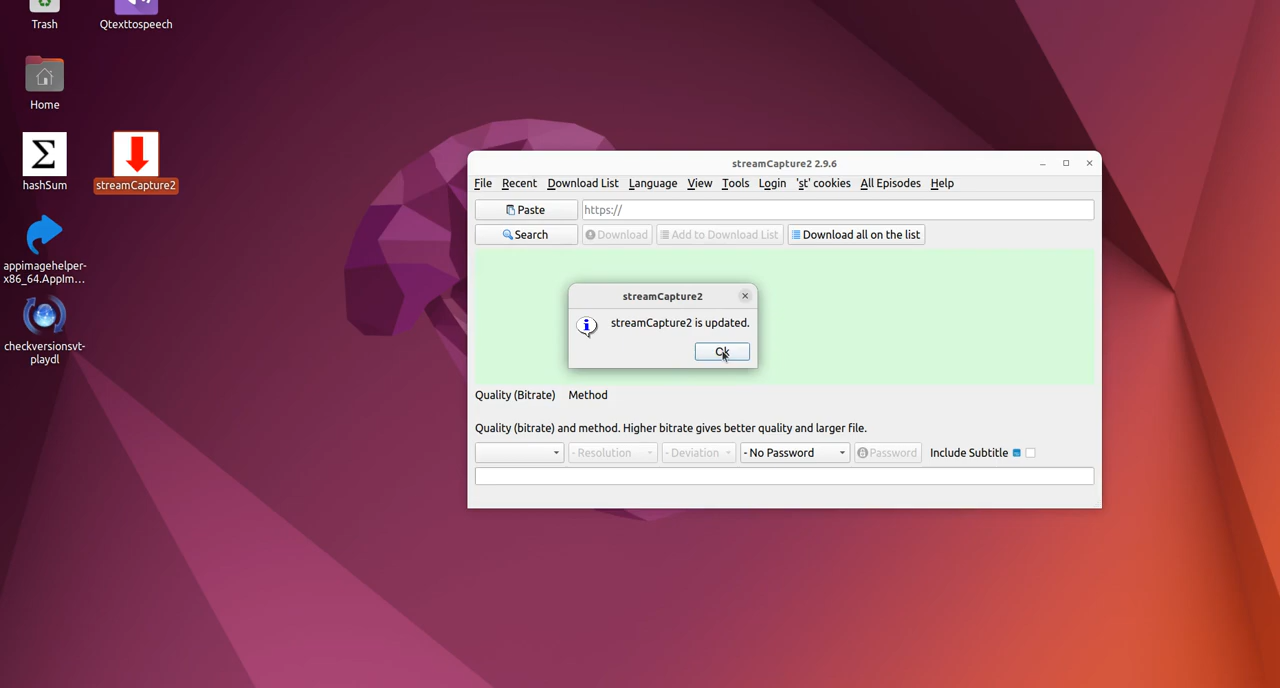 Trash
Qtexttospeech
Home
hashSum
streamCapture2
appimagehelper-
x86_64.AppIm...
checkversionsvt-
playdl
streamCapture2 2.9.6
File Recent Download List Language View Tools Login 'st' cookies All Episodes Help
Paste https://
Search Download Add to Download List Download all on the list
streamCapture2
streamCapture2 is updated.
Ok
Quality (Bitrate) Method
Quality (bitrate) and method. Higher bitrate gives better quality and larger file.
- Resolution - Deviation - No Password Password Include Subtitle